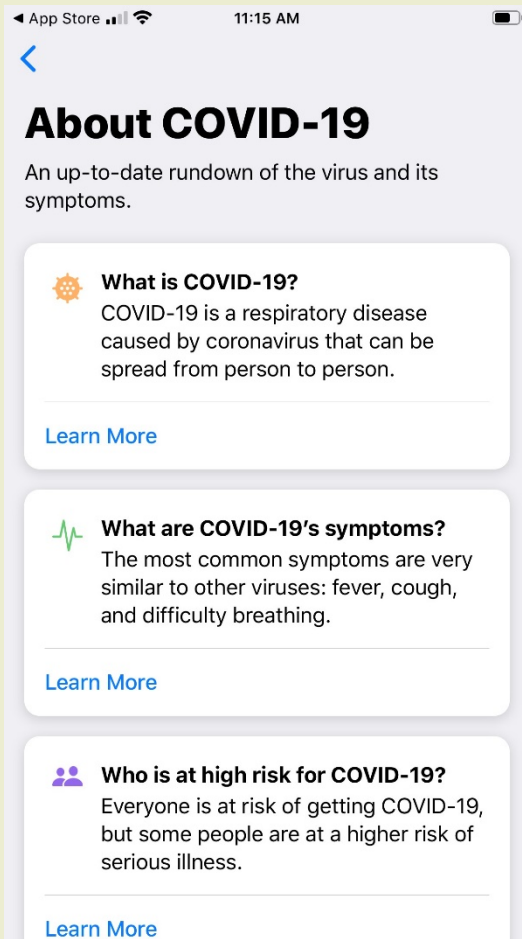 ◀ App Store 11:15 AM
About COVID-19
An up-to-date rundown of the virus and its
symptoms.
What is COVID-19?
COVID-19 is a respiratory disease
caused by coronavirus that can be
spread from person to person.
Learn More
What are COVID-19’s symptoms?
The most common symptoms are very
similar to other viruses: fever, cough,
and difficulty breathing.
Learn More
Who is at high risk for COVID-19?
Everyone is at risk of getting COVID-19,
but some people are at a higher risk of
serious illness.
Learn More